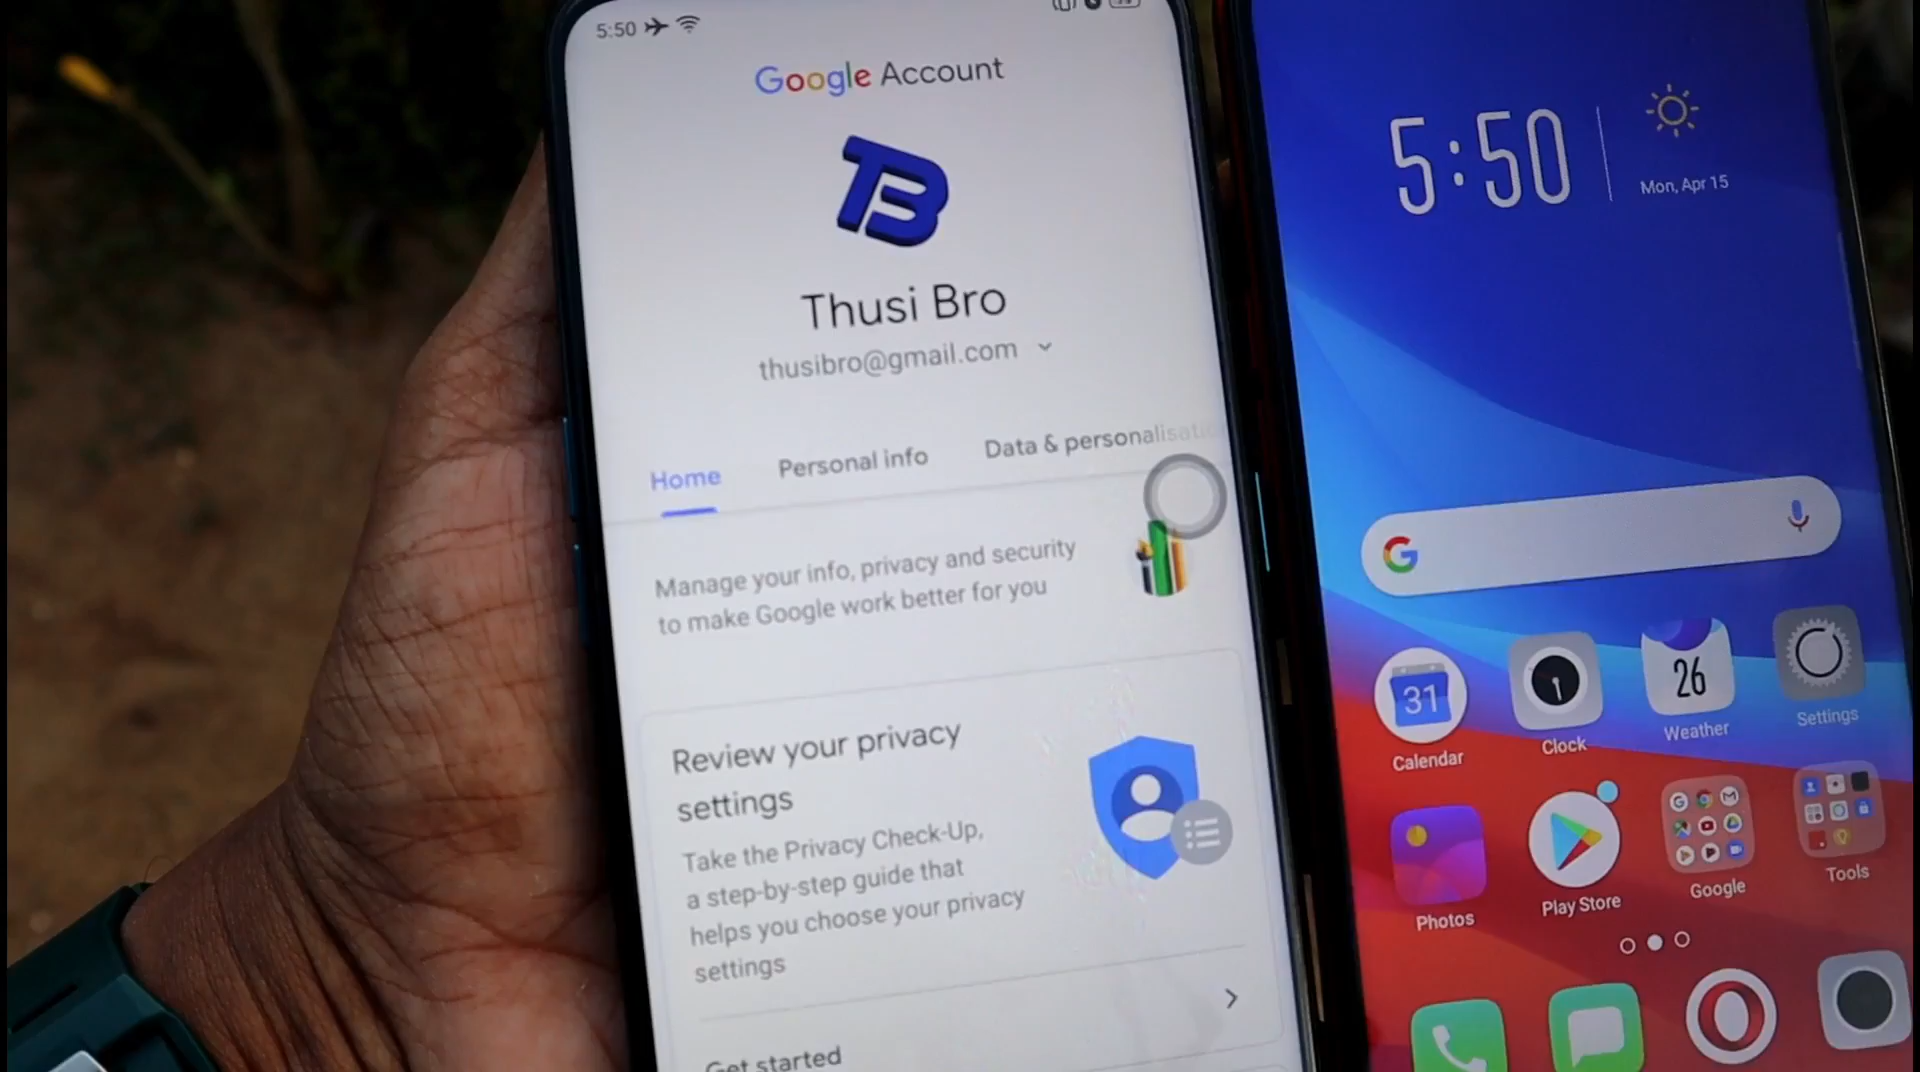 5:50
Google Account
TB
Thusi Bro
thusibro@gmail.com
Home
Personal info
Data & personalisati
Manage your info, privacy and security
to make Google work better for you
Review your privacy
settings
Take the Privacy Check-Up,
a step-by-step guide that
helps you choose your privacy
settings
Get started
5:50
Mon, Apr 15
G
31
26
Calendar
Clock
Weather
Settings
Photos
Play Store
Google
Tools